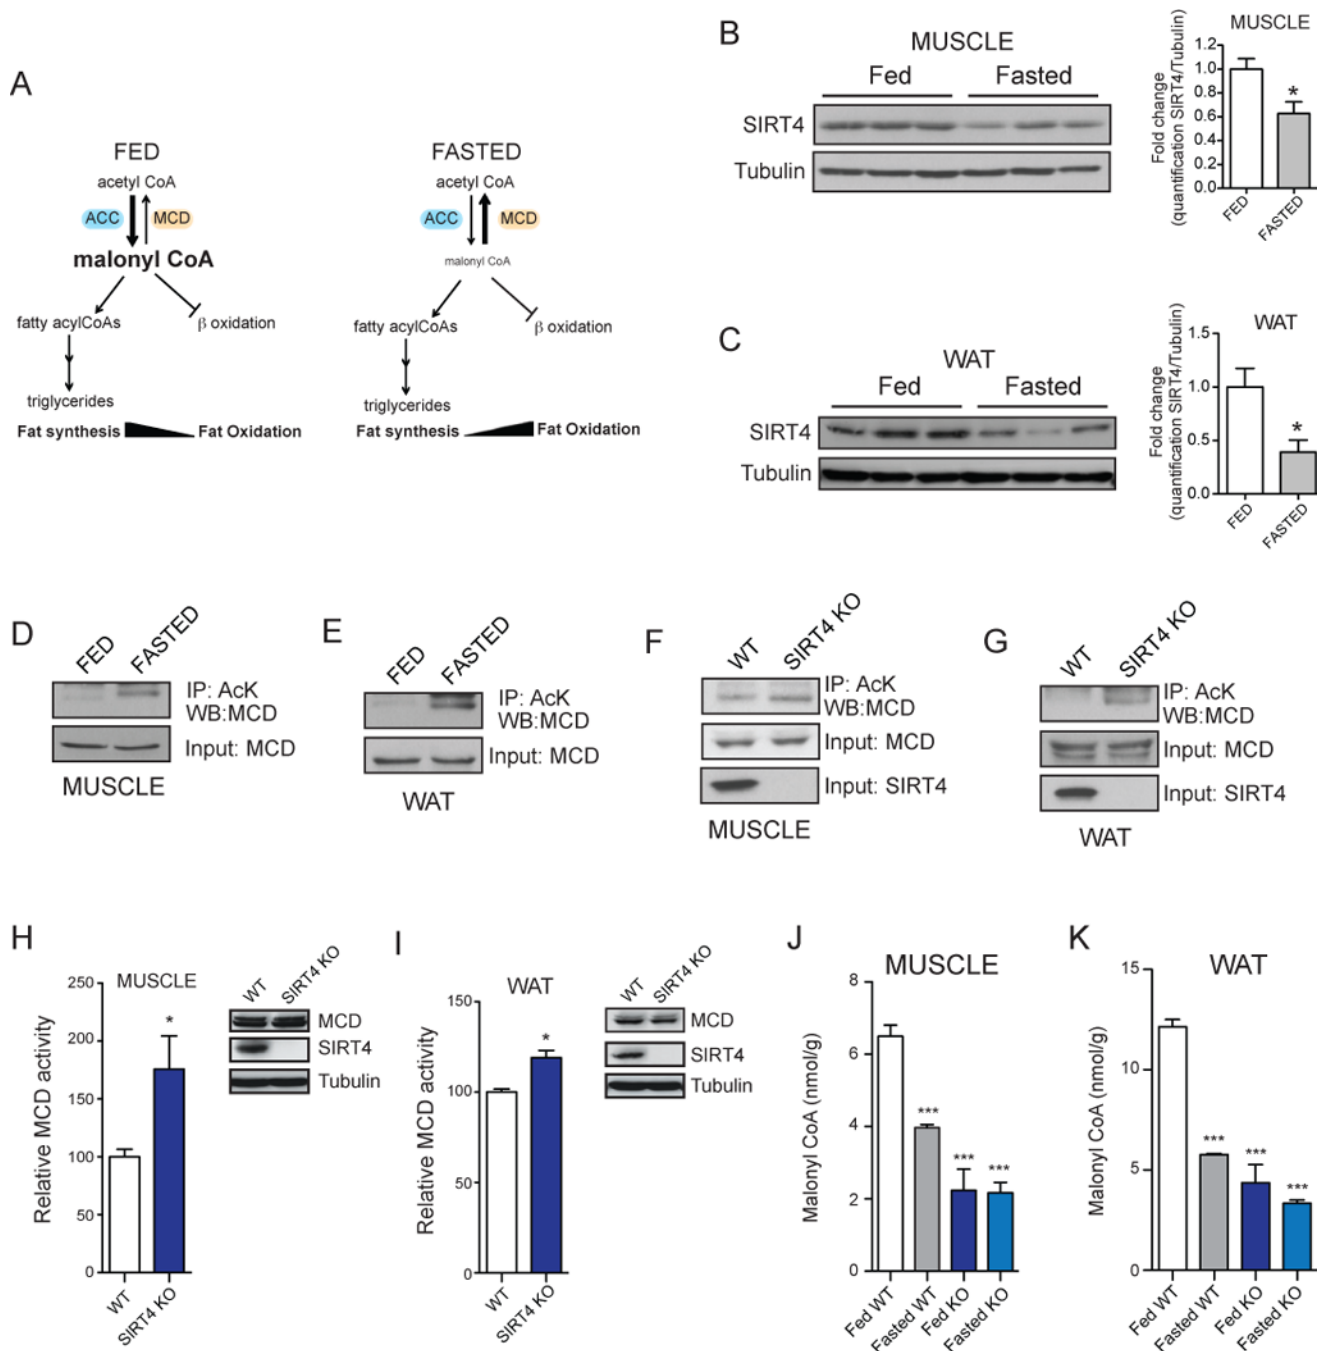 A
FED
acetyl CoA
ACC
MCD
malonyl CoA
fatty acylCoAs
β oxidation
triglycerides
Fat synthesis
Fat Oxidation
FASTED
acetyl CoA
ACC
MCD
malonyl CoA
fatty acylCoAs
β oxidation
triglycerides
Fat synthesis
Fat Oxidation
B
MUSCLE
Fed
Fasted
SIRT4
Tubulin
MUSCLE
Fold change
(quantification SIRT4/Tubulin)
1.2
1.0
0.8
0.6
0.4
0.2
0.0
*
FED
FASTED
C
WAT
Fed
Fasted
SIRT4
Tubulin
WAT
Fold change
(quantification SIRT4/Tubulin)
1.5
1.0
0.5
0.0
*
FED
FASTED
D
FED
FASTED
IP: AcK
WB:MCD
Input: MCD
MUSCLE
E
FED
FASTED
IP: AcK
WB:MCD
Input: MCD
WAT
F
WT
SIRT4 KO
IP: AcK
WB:MCD
Input: MCD
Input: SIRT4
MUSCLE
G
WT
SIRT4 KO
IP: AcK
WB:MCD
Input: MCD
Input: SIRT4
WAT
H
MUSCLE
Relative MCD activity
250
200
150
100
50
0
*
WT
SIRT4 KO
WT
SIRT4 KO
MCD
SIRT4
Tubulin
I
WAT
Relative MCD activity
150
100
50
0
*
WT
SIRT4 KO
WT
SIRT4 KO
MCD
SIRT4
Tubulin
J
MUSCLE
Malonyl CoA (nmol/g)
8
6
4
2
0
***
***
***
Fed WT
Fasted WT
Fed KO
Fasted KO
K
WAT
Malonyl CoA (nmol/g)
15
10
5
0
***
***
***
Fed WT
Fasted WT
Fed KO
Fasted KO